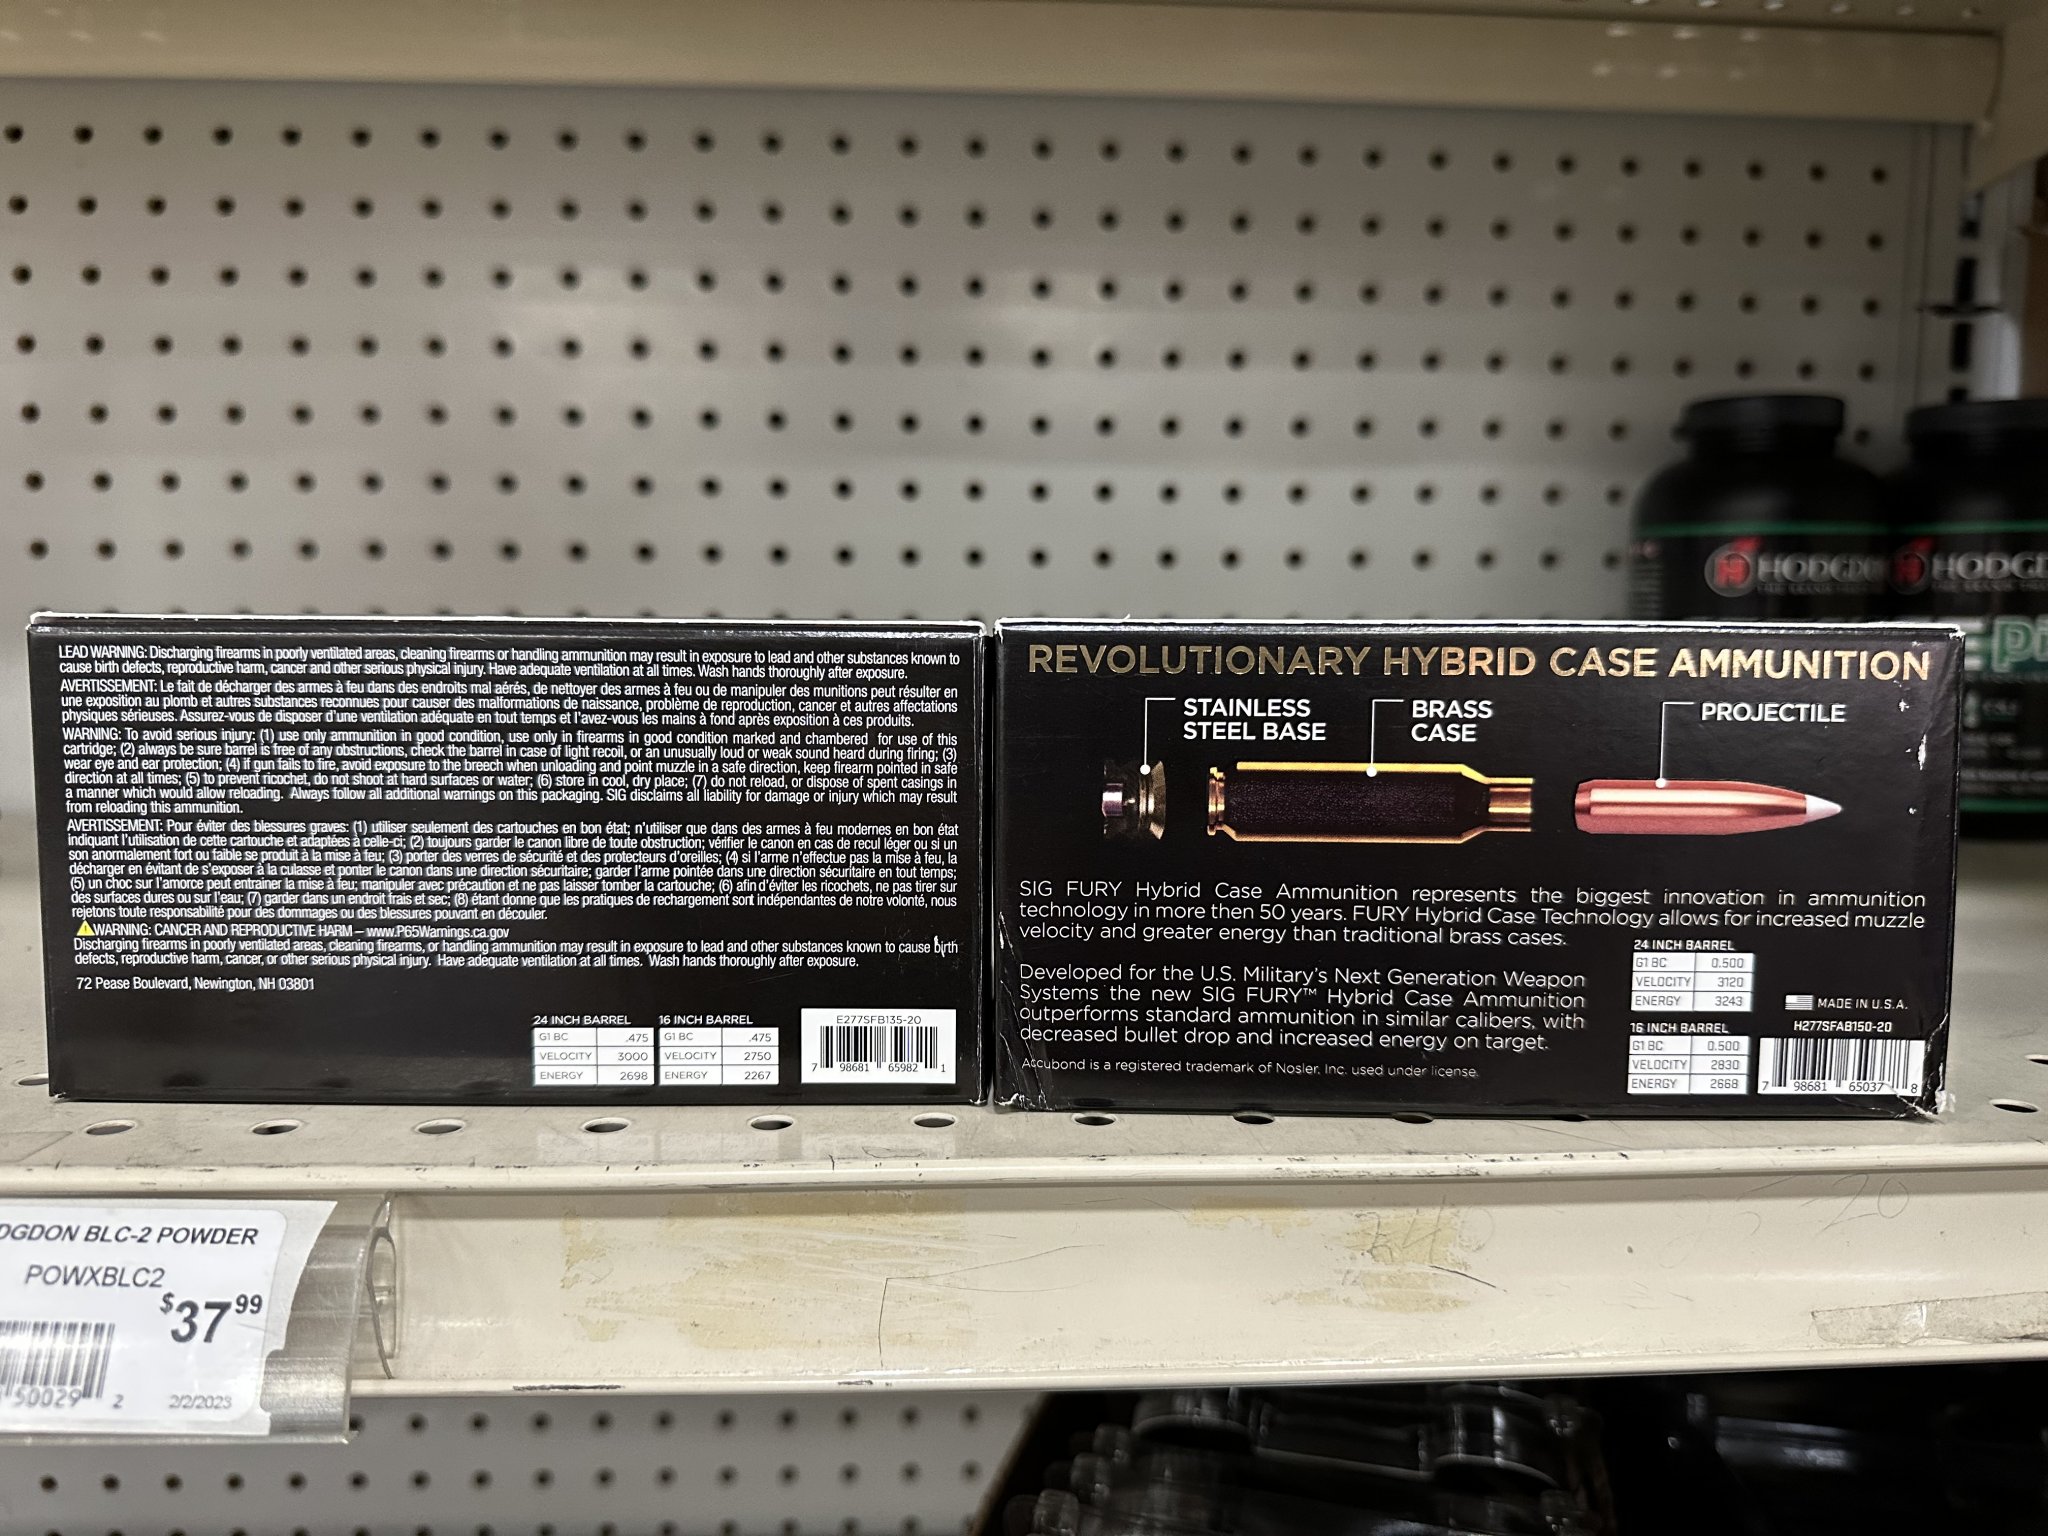 HODGDON
HODGD
LEAD WARNING: Discharging firearms in poorly ventilated areas, cleaning firearms or handling ammunition may result in exposure to lead and other substances known to
cause birth defects, reproductive harm, cancer and other serious physical injury. Have adequate ventilation at all times. Wash hands thoroughly after exposure.
AVERTISSEMENT: Le fait de décharger des armes à feu dans des endroits mal aérés, de nettoyer des armes à feu ou de manipuler des munitions peut résulter en
une exposition au plomb et autres substances reconnues pour causer des malformations de naissance, problème de reproduction, cancer et autres affectations
physiques sérieuses. Assurez-vous de disposer d'une ventilation adéquate en tout temps et l'avez-vous les mains à fond après exposition à ces produits.
WARNING: To avoid serious injury: (1) use only ammunition in good condition, use only in firearms in good condition marked and chambered for use of this
cartridge; (2) always be sure barrel is free of any obstructions, check the barrel in case of light recoil, or an unusually loud or weak sound heard during firing; (3)
wear eye and ear protection; (4) if gun fails to fire, avoid exposure to the breech when unloading and point muzzle in a safe direction, keep firearm pointed in safe
direction at all times; (5) to prevent ricochet, do not shoot at hard surfaces or water; (6) store in cool, dry place; (7) do not reload, or dispose of spent casings in
a manner which would allow reloading. Always follow all additional warnings on this packaging. SIG disclaims all liability for damage or injury which may result
from reloading this ammunition.
AVERTISSEMENT: Pour éviter des blessures graves: (1) utiliser seulement des cartouches en bon état; n'utiliser que dans des armes à feu modernes en bon état
indiquant l'utilisation de cette cartouche et adaptées à celle-ci; (2) toujours garder le canon libre de toute obstruction; vérifier le canon en cas de recul léger ou si un
son anormalement fort ou faible se produit à la mise à feu; (3) porter des verres de sécurité et des protecteurs d'oreilles; (4) si l'arme n'effectue pas la mise à feu, la
décharger en évitant de s'exposer à la culasse et ponter le canon dans une direction sécuritaire; garder l'arme pointée dans une direction sécuritaire en tout temps;
(5) un choc sur l'amorce peut entrainer la mise à feu; manipuler avec précaution et ne pas laisser tomber la cartouche; (6) afin d'éviter les ricochets, ne pas tirer sur
des surfaces dures ou sur l'eau; (7) garder dans un endroit frais et sec; (8) étant donne que les pratiques de rechargement sont indépendantes de notre volonté, nous
rejetons toute responsabilité pour des dommages ou des blessures pouvant en découler.
WARNING: CANCER AND REPRODUCTIVE HARM – www.P65Warnings.ca.gov
Discharging firearms in poorly ventilated areas, cleaning firearms, or handling ammunition may result in exposure to lead and other substances known to cause birth
defects, reproductive harm, cancer, or other serious physical injury. Have adequate ventilation at all times. Wash hands thoroughly after exposure.
72 Pease Boulevard, Newington, NH 03801
24 INCH BARREL
G1 BC .475
VELOCITY 3000
ENERGY 2698
16 INCH BARREL
G1 BC .475
VELOCITY 2750
ENERGY 2267
E277SFB135-20
7 98681 65982 1
REVOLUTIONARY HYBRID CASE AMMUNITION
STAINLESS
STEEL BASE
BRASS
CASE
PROJECTILE
SIG FURY Hybrid Case Ammunition represents the biggest innovation in ammunition
technology in more then 50 years. FURY Hybrid Case Technology allows for increased muzzle
velocity and greater energy than traditional brass cases.
Developed for the U.S. Military's Next Generation Weapon
Systems the new SIG FURY™ Hybrid Case Ammunition
outperforms standard ammunition in similar calibers, with
decreased bullet drop and increased energy on target.
Accubond is a registered trademark of Nosler, Inc. used under license.
24 INCH BARREL
G1 BC 0.500
VELOCITY 3120
ENERGY 3243
16 INCH BARREL
G1 BC 0.500
VELOCITY 2830
ENERGY 2668
MADE IN U.S.A.
H277SFAB150-20
7 98681 65037 8
DGDON BLC-2 POWDER
POWXBLC2
$37.99
50029 2
2/2/2023